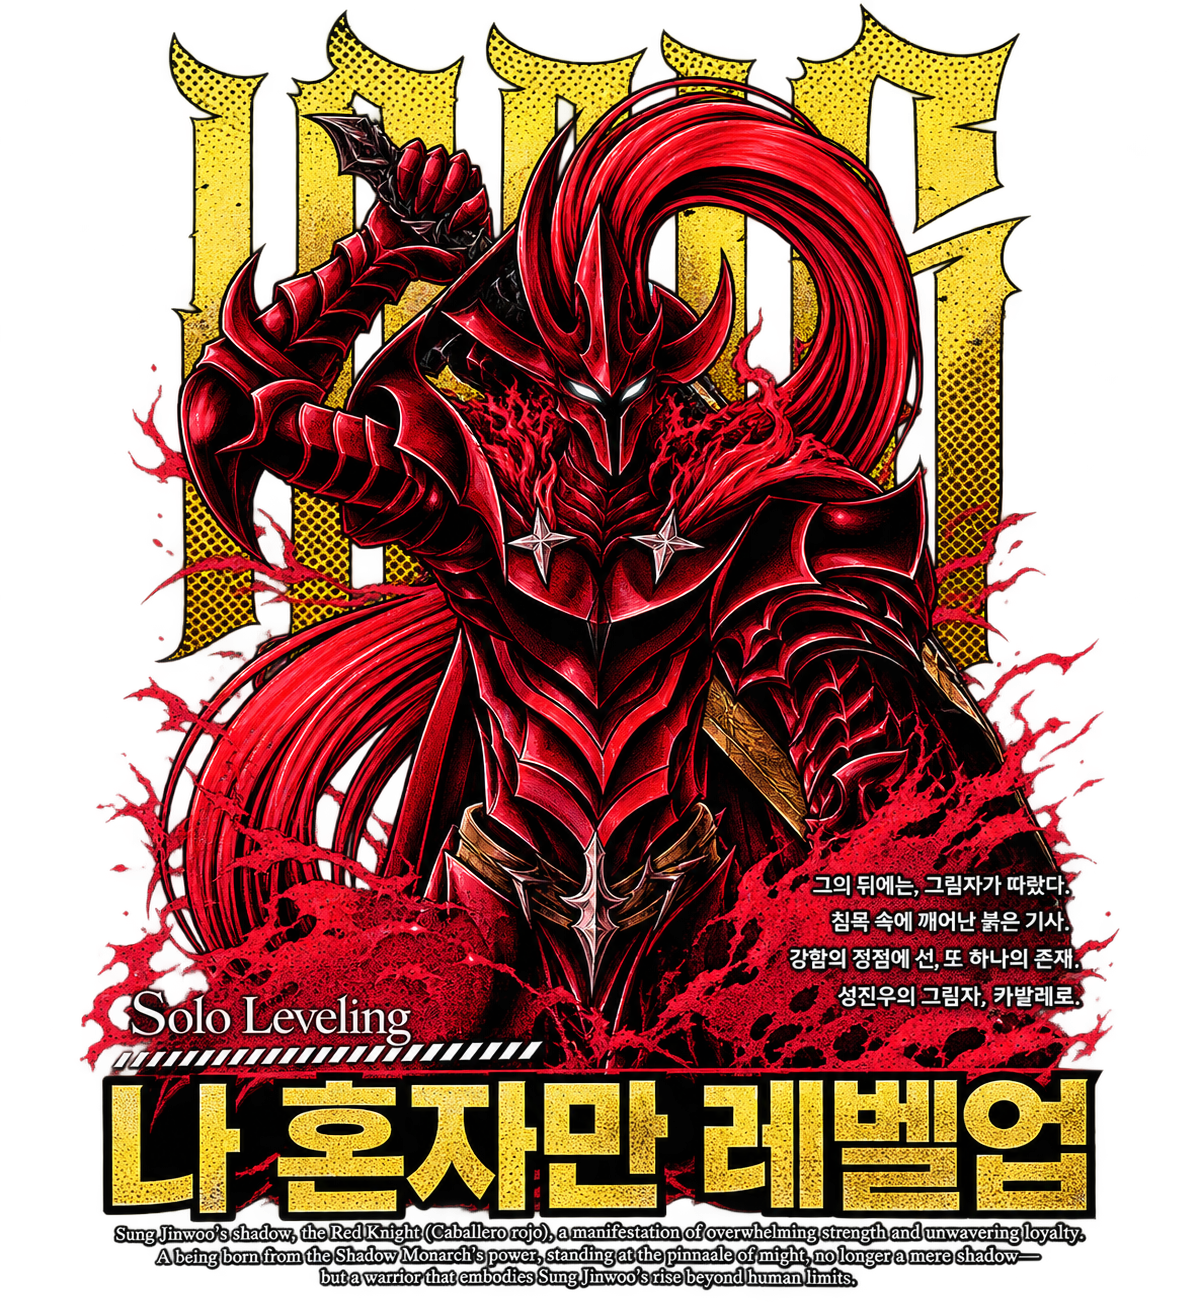 IGRIS
그의 뒤에는, 그림자가 따랐다.
침묵 속에 깨어난 붉은 기사.
강함의 정점에 선, 또 하나의 존재.
성진우의 그림자, 카발레로.
Solo Leveling
나 혼자만 레벨업
Sung Jinwoo's shadow, the Red Knight (Caballero rojo), a manifestation of overwhelming strength and unwavering loyalty.
A being born from the Shadow Monarch's power, standing at the pinnaale of might, no longer a mere shadow—
but a warrior that embodies Sung Jinwoo's rise beyond human limits.